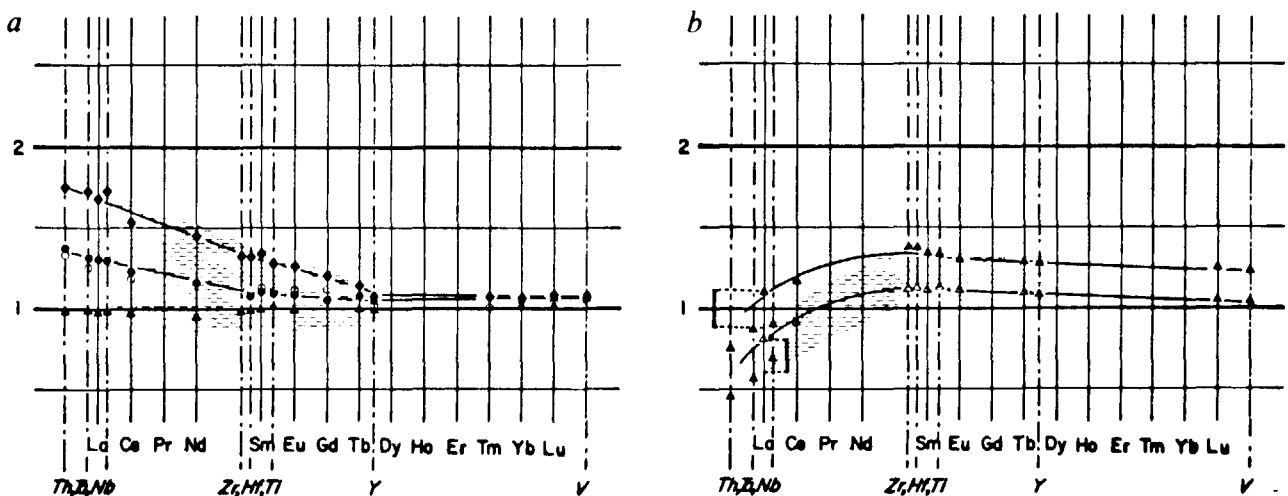 a
2
1
La Ce Pr Nd Sm Eu Gd Tb Dy Ho Er Tm Yb Lu
Th, Ta, Nb Zr, Hf, Ti Y V
b
2
1
La Ce Pr Nd Sm Eu Gd Tb Dy Ho Er Tm Yb Lu
Th, Ta, Nb Zr, Hf, Ti Y V